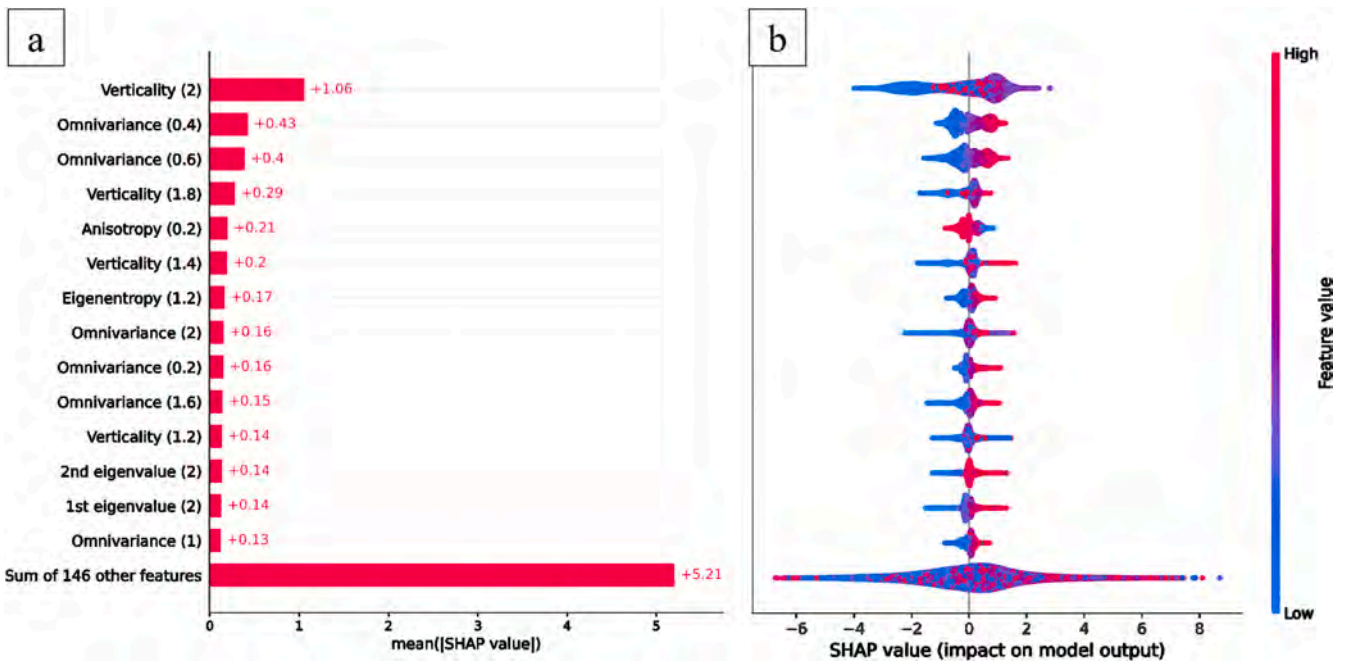 a
Verticality (2)
+1.06
Omnivariance (0.4)
+0.43
Omnivariance (0.6)
+0.4
Verticality (1.8)
+0.29
Anisotropy (0.2)
+0.21
Verticality (1.4)
+0.2
Eigenentropy (1.2)
+0.17
Omnivariance (2)
+0.16
Omnivariance (0.2)
+0.16
Omnivariance (1.6)
+0.15
Verticality (1.2)
+0.14
2nd eigenvalue (2)
+0.14
1st eigenvalue (2)
+0.14
Omnivariance (1)
+0.13
Sum of 146 other features
+5.21
0 1 2 3 4 5
mean(|SHAP value|)
b
High
Feature value
Low
−6 −4 −2 0 2 4 6 8
SHAP value (impact on model output)